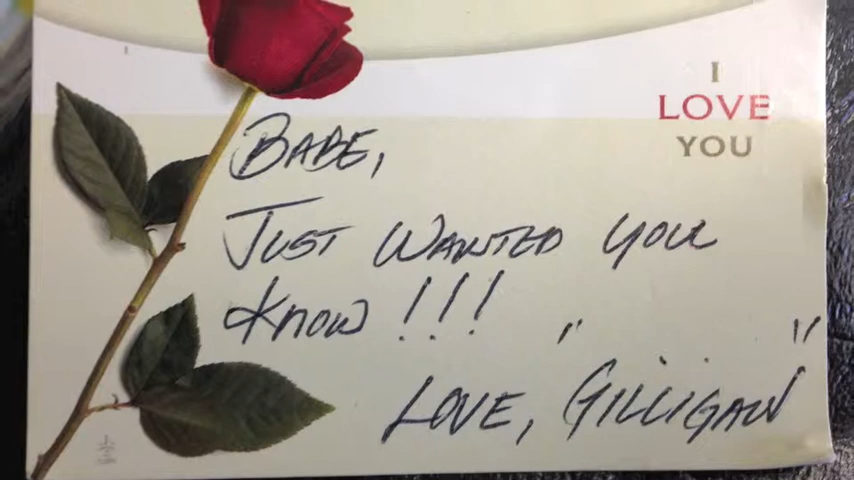 I
LOVE
YOU
BABE,
JUST WANTED YOU
KNOW !!!
LOVE, "GILLIGAN"